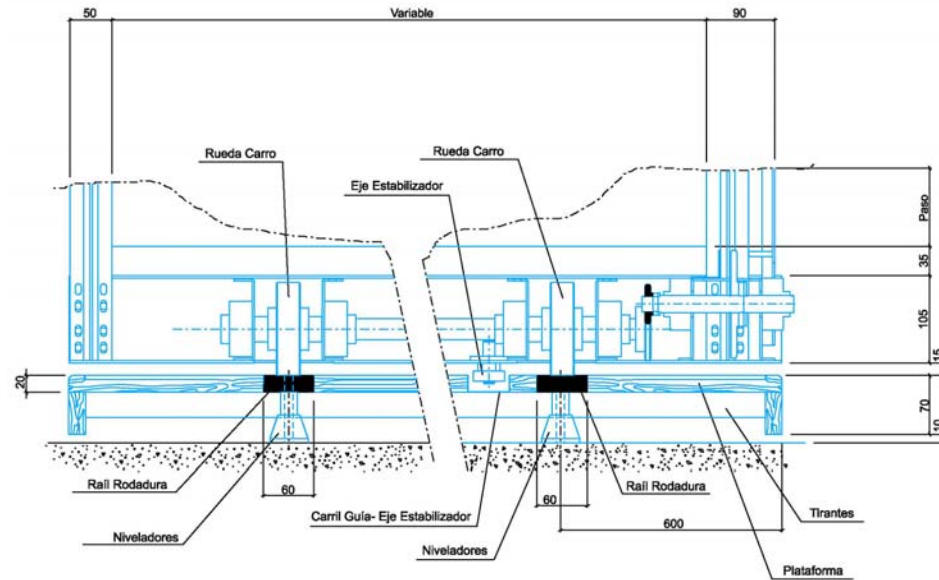 50
Variable
90
Rueda Carro
Rueda Carro
Eje Estabilizador
Paso
35
105
15
20
70
10
Raíl Rodadura
60
60
Raíl Rodadura
Carril Guía- Eje Estabilizador
600
Tirantes
Niveladores
Niveladores
Plataforma